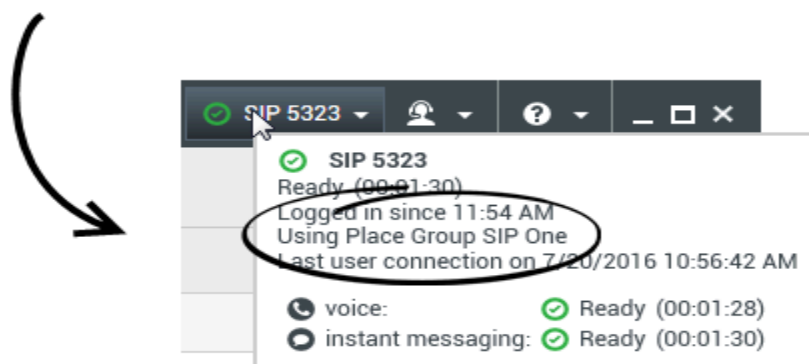 SIP 5323
SIP 5323
Ready (00:01:30)
Logged in since 11:54 AM
Using Place Group SIP One
Last user connection on 7/20/2016 10:56:42 AM
voice: Ready (00:01:28)
instant messaging: Ready (00:01:30)